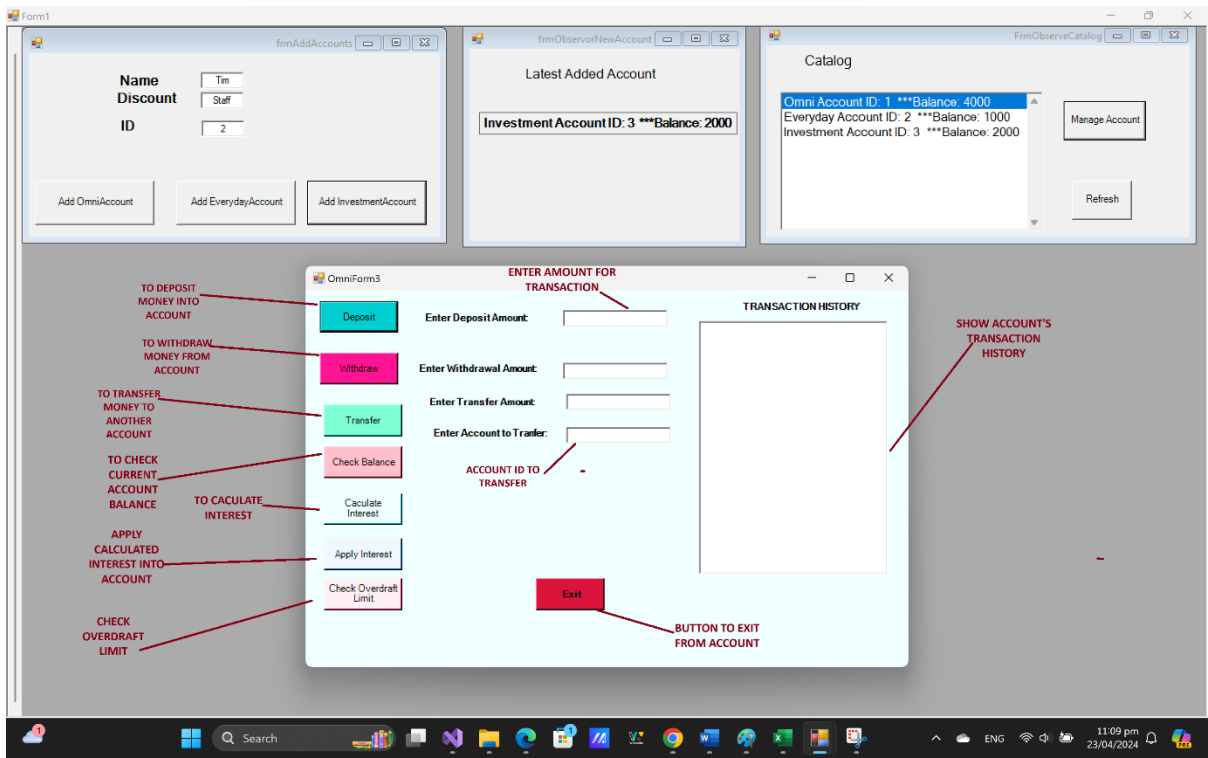 Form1
frmAddAccounts
Name
Tim
Discount
Staff
ID
2
Add OmniAccount
Add EverydayAccount
Add InvestmentAccount
frmObservorNewAccount
Latest Added Account
Investment Account ID: 3 ***Balance: 2000
FrmObserveCatalog
Catalog
Omni Account ID: 1 ***Balance: 4000
Everyday Account ID: 2 ***Balance: 1000
Investment Account ID: 3 ***Balance: 2000
Manage Account
Refresh
OmniForm3
ENTER AMOUNT FOR
TRANSACTION
TO DEPOSIT
MONEY INTO
ACCOUNT
Deposit
Enter Deposit Amount:
TRANSACTION HISTORY
SHOW ACCOUNT'S
TRANSACTION
HISTORY
TO WITHDRAW
MONEY FROM
ACCOUNT
Withdraw
Enter Withdrawal Amount:
TO TRANSFER
MONEY TO
ANOTHER
ACCOUNT
Transfer
Enter Transfer Amount:
Enter Account to Tranfer:
TO CHECK
CURRENT
ACCOUNT
BALANCE
Check Balance
ACCOUNT ID TO
TRANSFER
TO CACULATE
INTEREST
Caculate
Interest
APPLY
CALCULATED
INTEREST INTO
ACCOUNT
Apply Interest
Check Overdraft
Limit
Exit
CHECK
OVERDRAFT
LIMIT
BUTTON TO EXIT
FROM ACCOUNT
1
Search
ENG
11:09 pm
23/04/2024
PRE